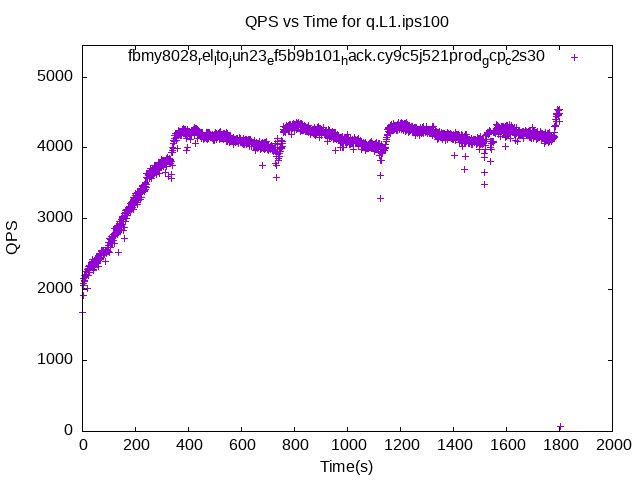 QPS vs Time for q.L1.ips100
fbmy8028relltojun23ef5b9b101hack.cy9c5j521prodgcpc2s30
5000
4000
3000
2000
1000
0
QPS
0 200 400 600 800 1000 1200 1400 1600 1800 2000
Time(s)